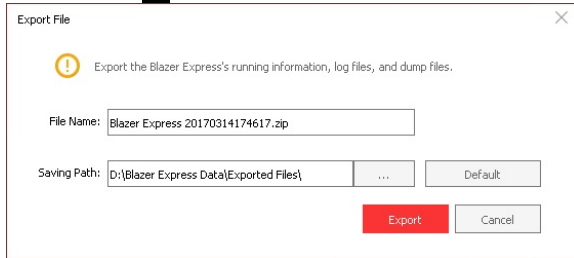 Export File
Export the Blazer Express's running information, log files, and dump files.
File Name: Blazer Express 20170314174617.zip
Saving Path: D:\Blazer Express Data\Exported Files\ ... Default
Export Cancel